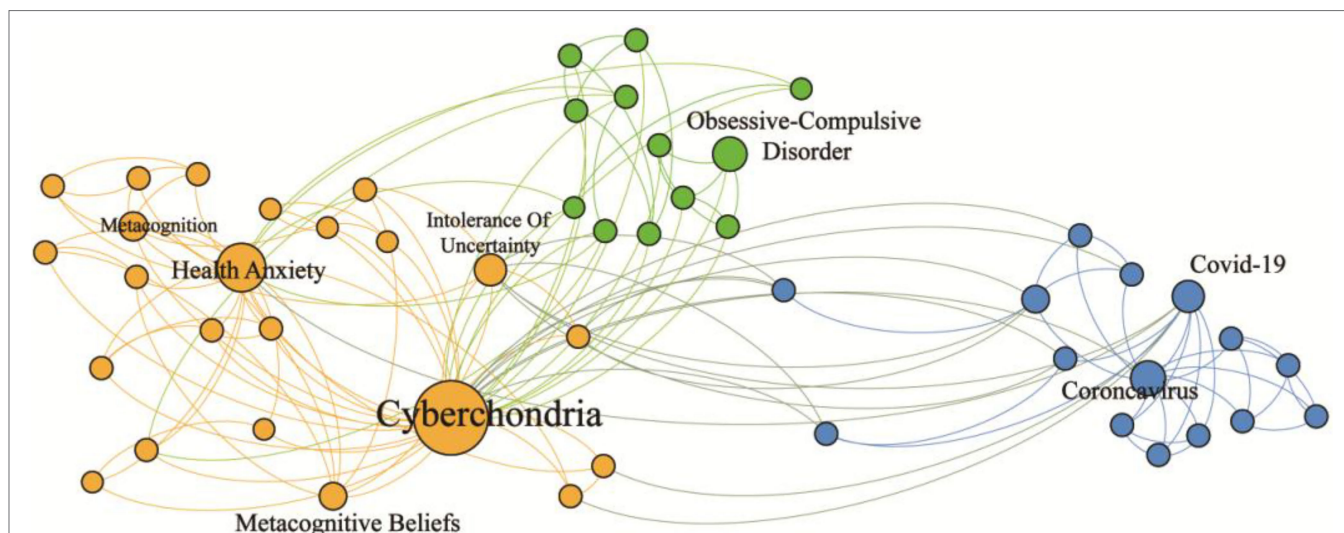 Obsessive-Compulsive
Disorder
Metacognition
Intolerance Of
Uncertainty
Health Anxiety
Covid-19
Coroncavirus
Cyberchondria
Metacognitive Beliefs